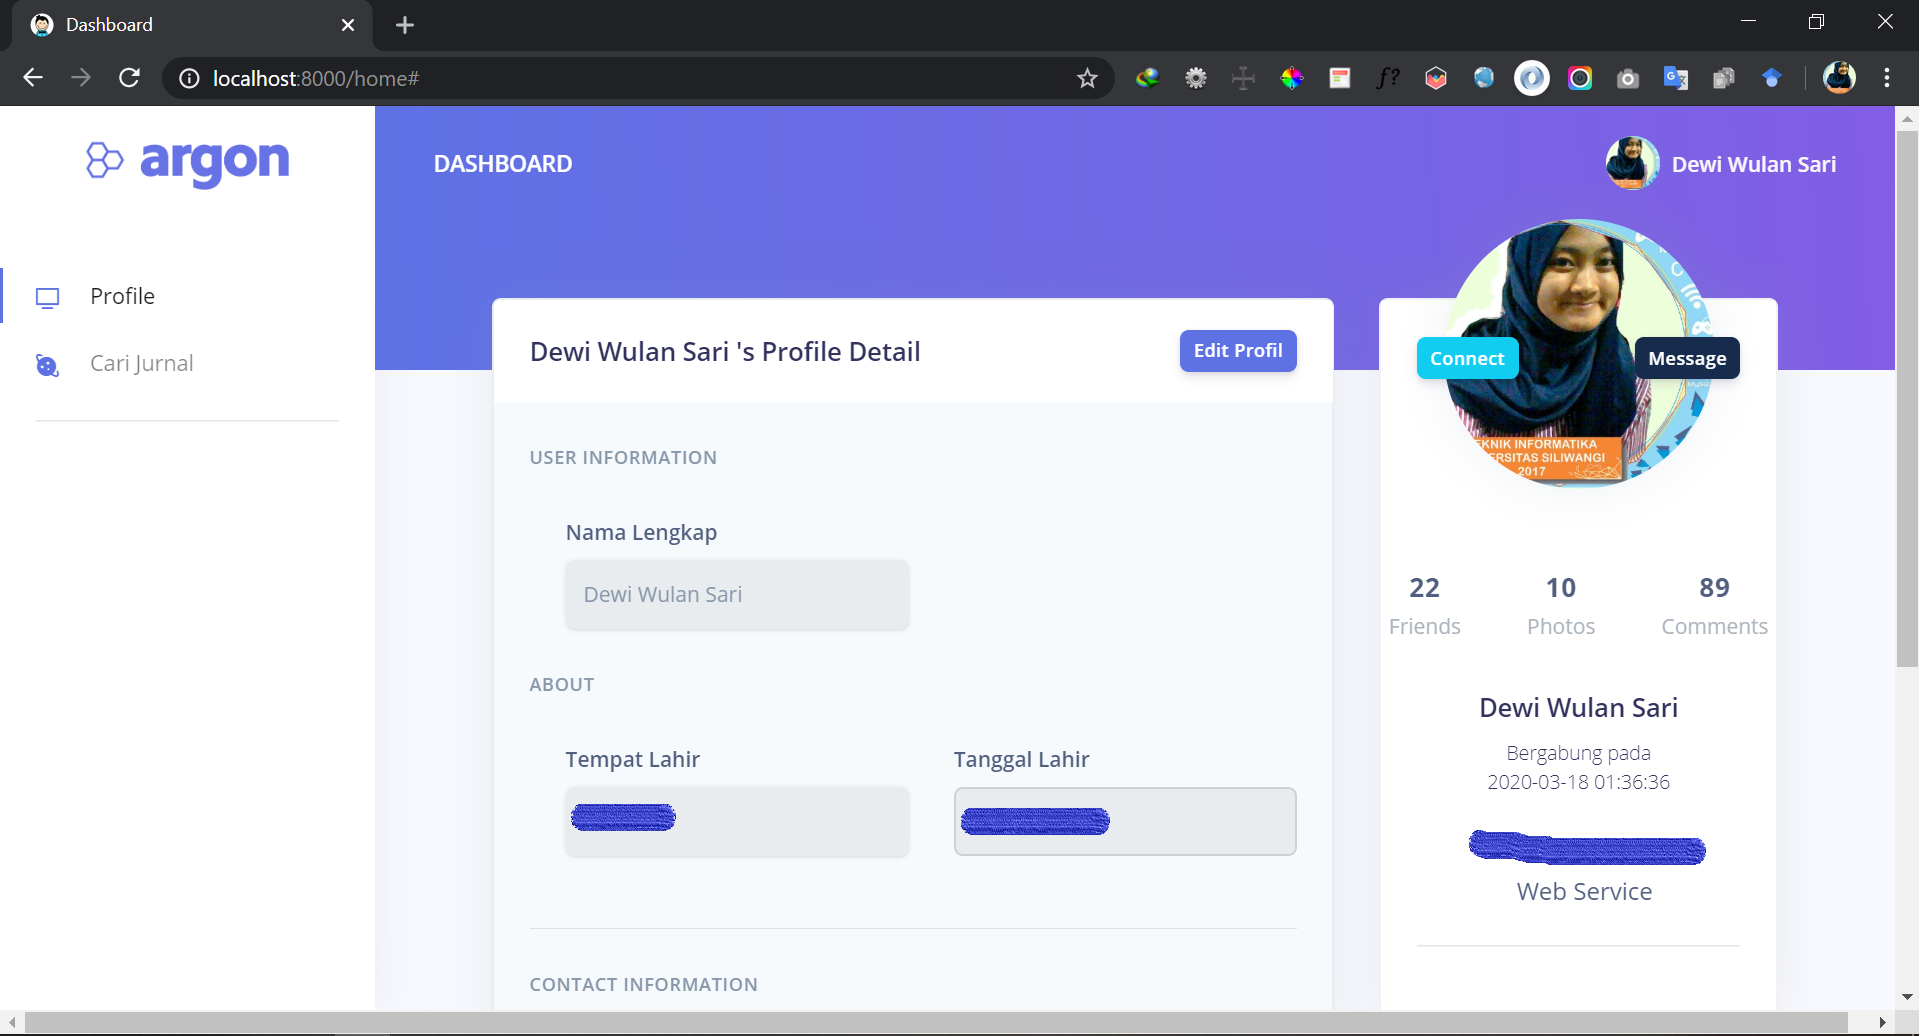 Dashboard
localhost:8000/home#
argon
DASHBOARD
Dewi Wulan Sari
Profile
Cari Jurnal
Dewi Wulan Sari 's Profile Detail
Edit Profil
USER INFORMATION
Nama Lengkap
Dewi Wulan Sari
ABOUT
Tempat Lahir
Tanggal Lahir
CONTACT INFORMATION
Connect
Message
EKNIK INFORMATIKA
ERSITAS SILIWANGI
2017
22
Friends
10
Photos
89
Comments
Dewi Wulan Sari
Bergabung pada
2020-03-18 01:36:36
Web Service